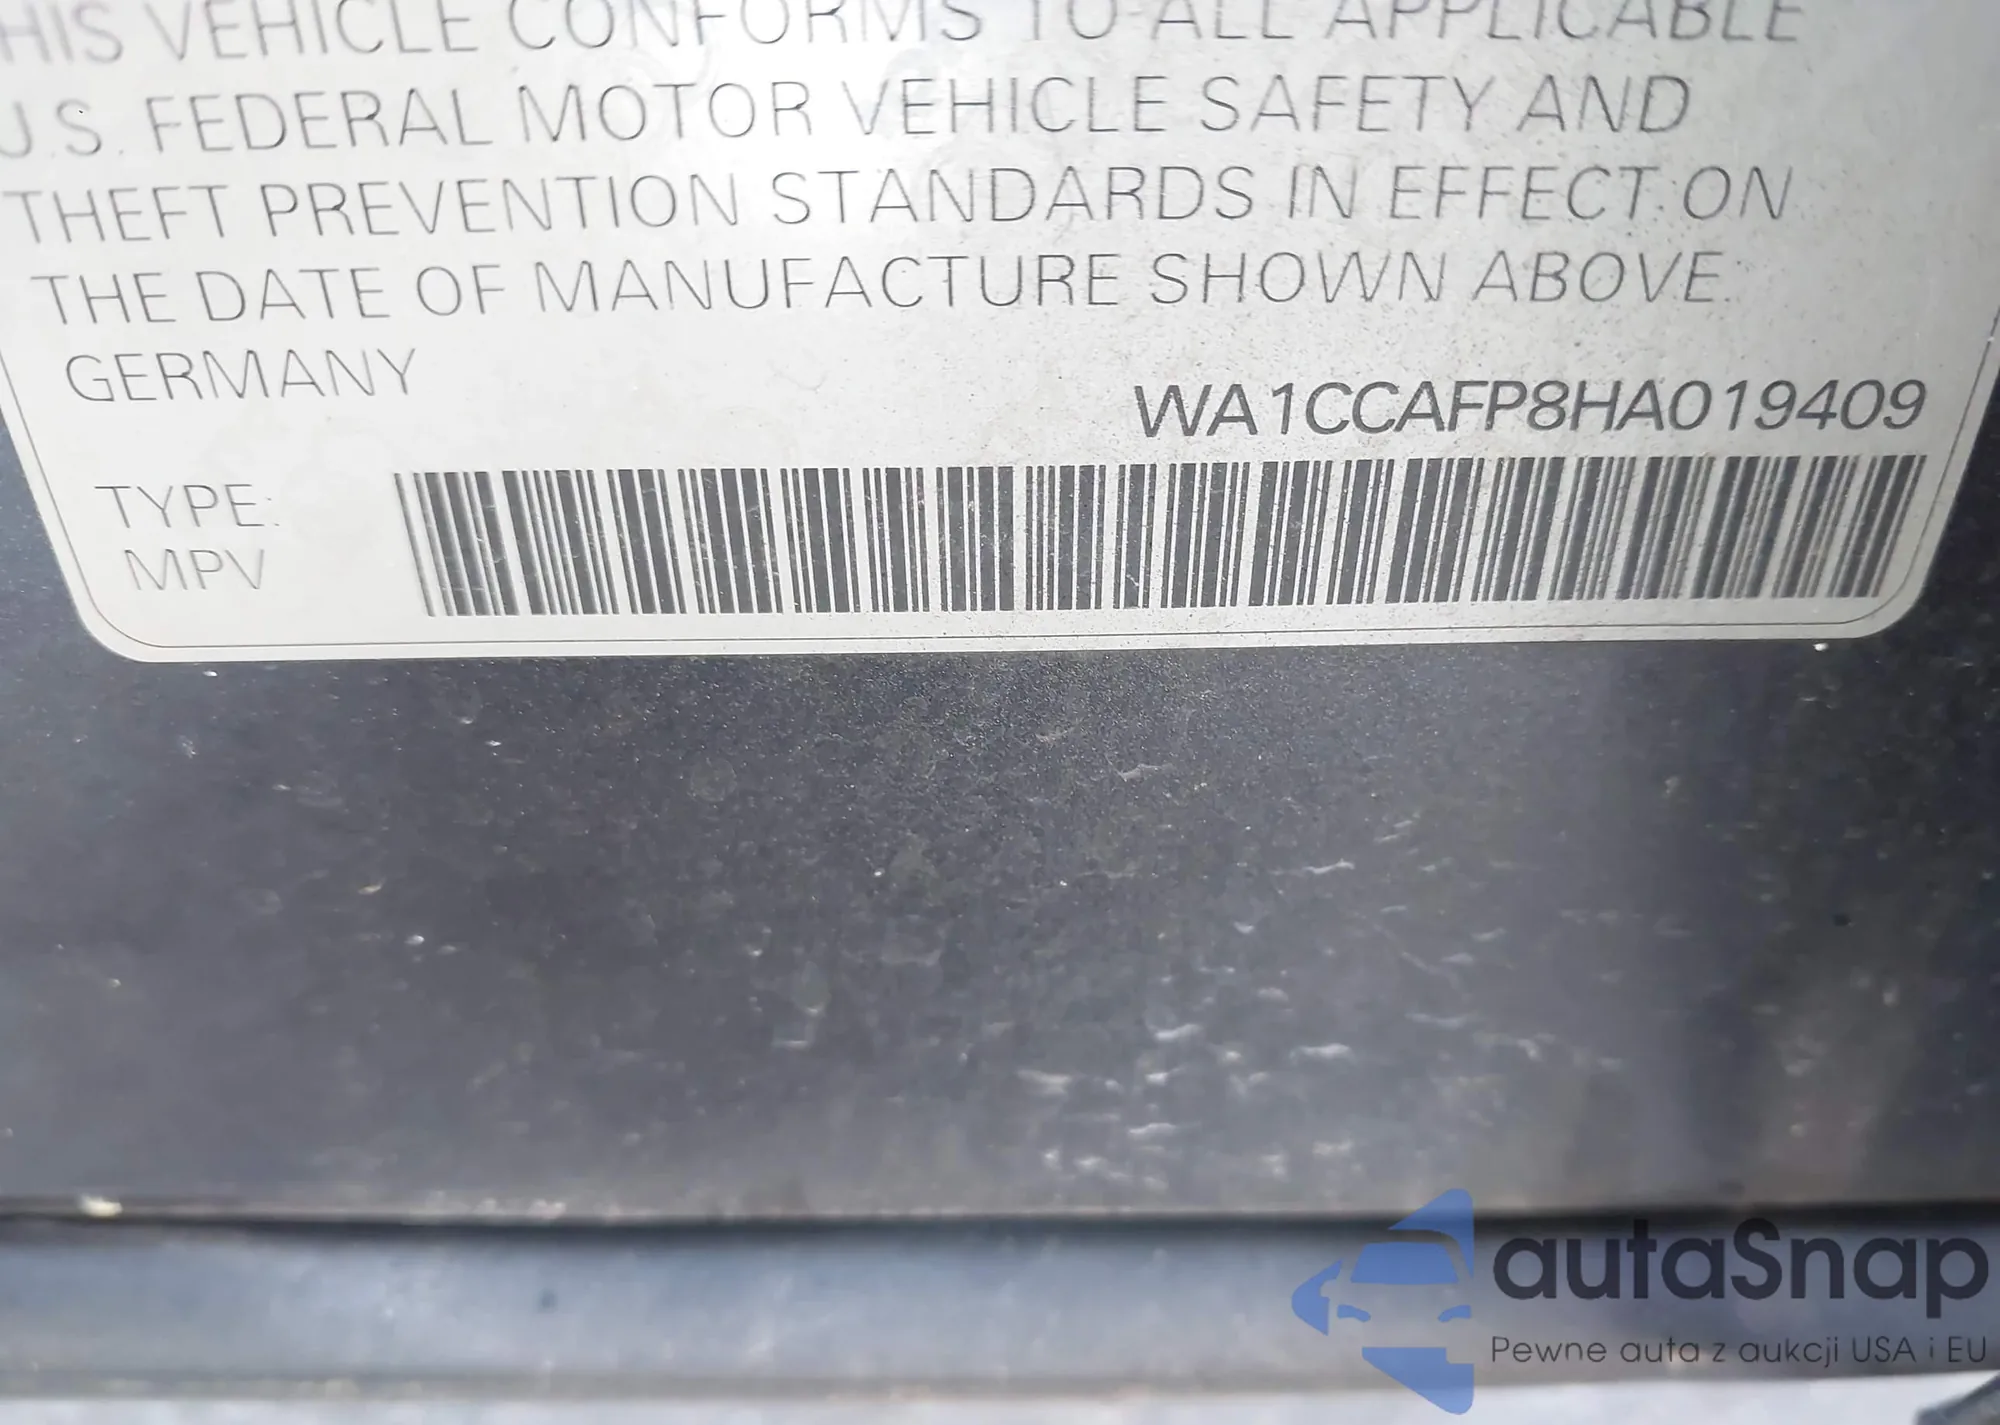 THIS VEHICLE CONFORMS TO ALL APPLICABLE
U.S. FEDERAL MOTOR VEHICLE SAFETY AND
THEFT PREVENTION STANDARDS IN EFFECT ON
THE DATE OF MANUFACTURE SHOWN ABOVE.
GERMANY
WA1CCAFP8HA019409
TYPE:
MPV
autaSnap
Pewne auta z aukcji USA i EU